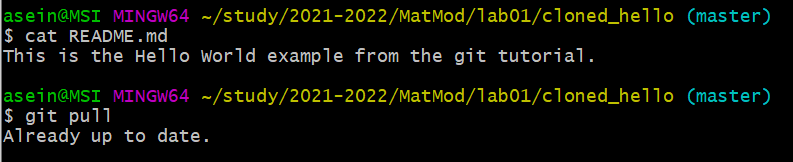 asein@MSI MINGW64 ~/study/2021-2022/MatMod/lab01/cloned_hello (master)
$ cat README.md
This is the Hello World example from the git tutorial.
asein@MSI MINGW64 ~/study/2021-2022/MatMod/lab01/cloned_hello (master)
$ git pull
Already up to date.